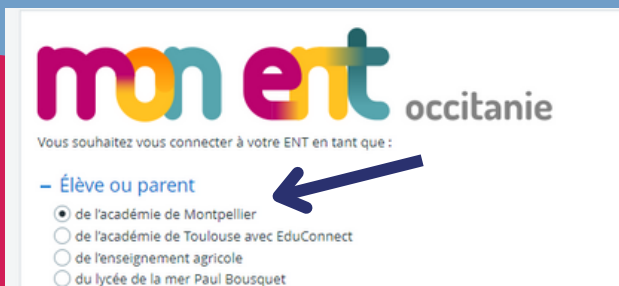 mon ent occitanie
Vous souhaitez vous connecter à votre ENT en tant que :
– Élève ou parent
de l'académie de Montpellier
de l'académie de Toulouse avec EduConnect
de l'enseignement agricole
du lycée de la mer Paul Bousquet